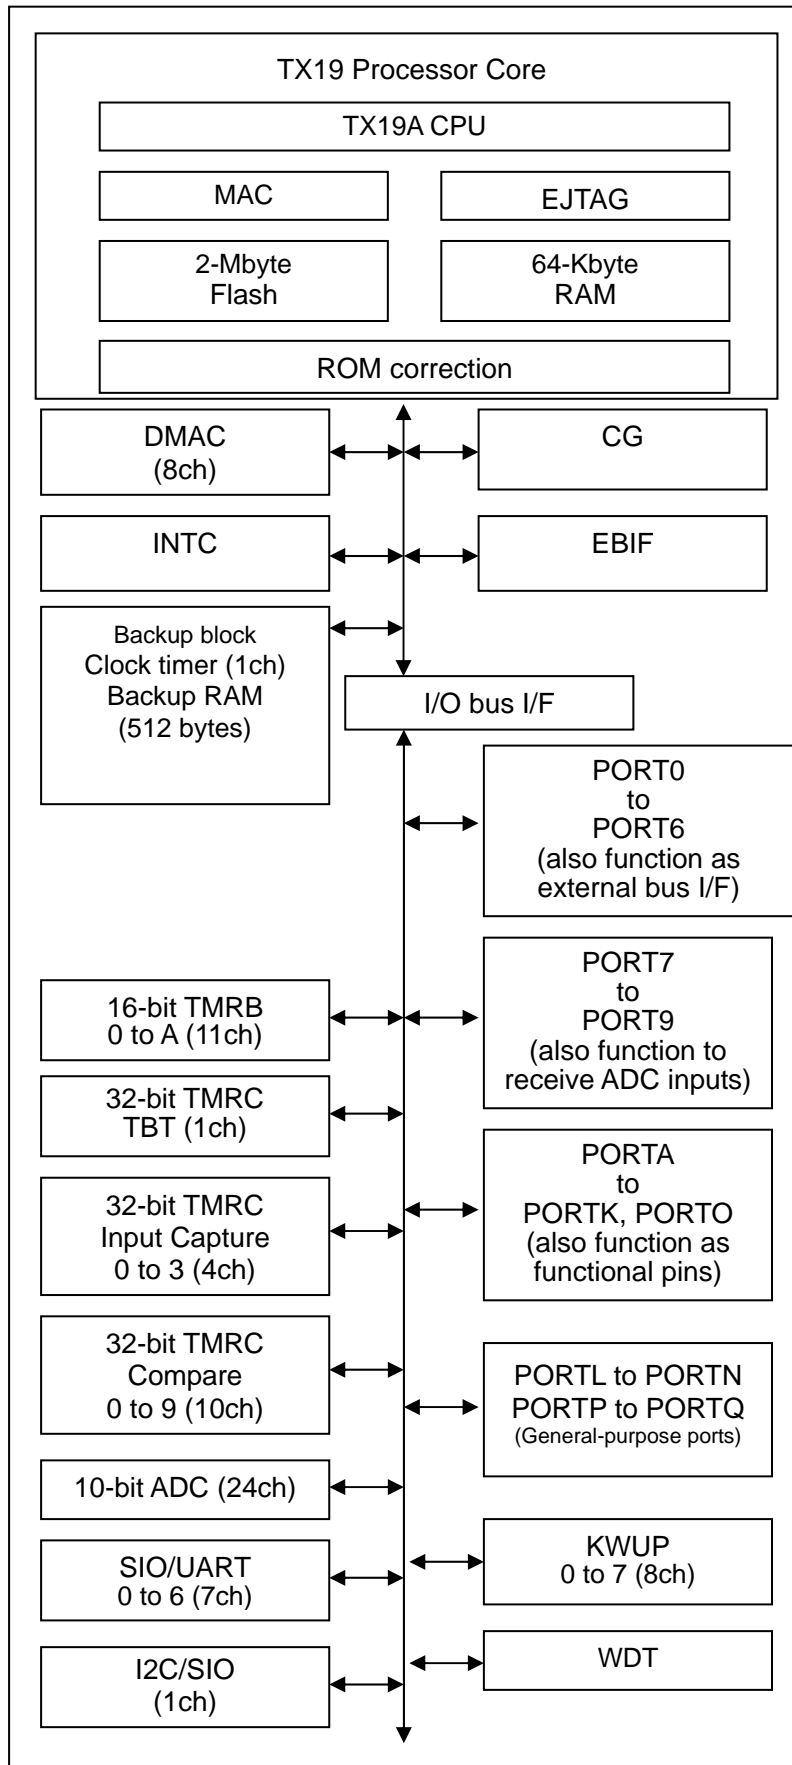 TX19 Processor Core
TX19A CPU
MAC
EJTAG
2-Mbyte
Flash
64-Kbyte
RAM
ROM correction
DMAC
(8ch)
CG
INTC
EBIF
Backup block
Clock timer (1ch)
Backup RAM
(512 bytes)
I/O bus I/F
PORT0
to
PORT6
(also function as
external bus I/F)
16-bit TMRB
0 to A (11ch)
PORT7
to
PORT9
(also function to
receive ADC inputs)
32-bit TMRC
TBT (1ch)
32-bit TMRC
Input Capture
0 to 3 (4ch)
PORTA
to
PORTK, PORTO
(also function as
functional pins)
32-bit TMRC
Compare
0 to 9 (10ch)
PORTL to PORTN
PORTP to PORTQ
(General-purpose ports)
10-bit ADC (24ch)
SIO/UART
0 to 6 (7ch)
KWUP
0 to 7 (8ch)
I2C/SIO
(1ch)
WDT